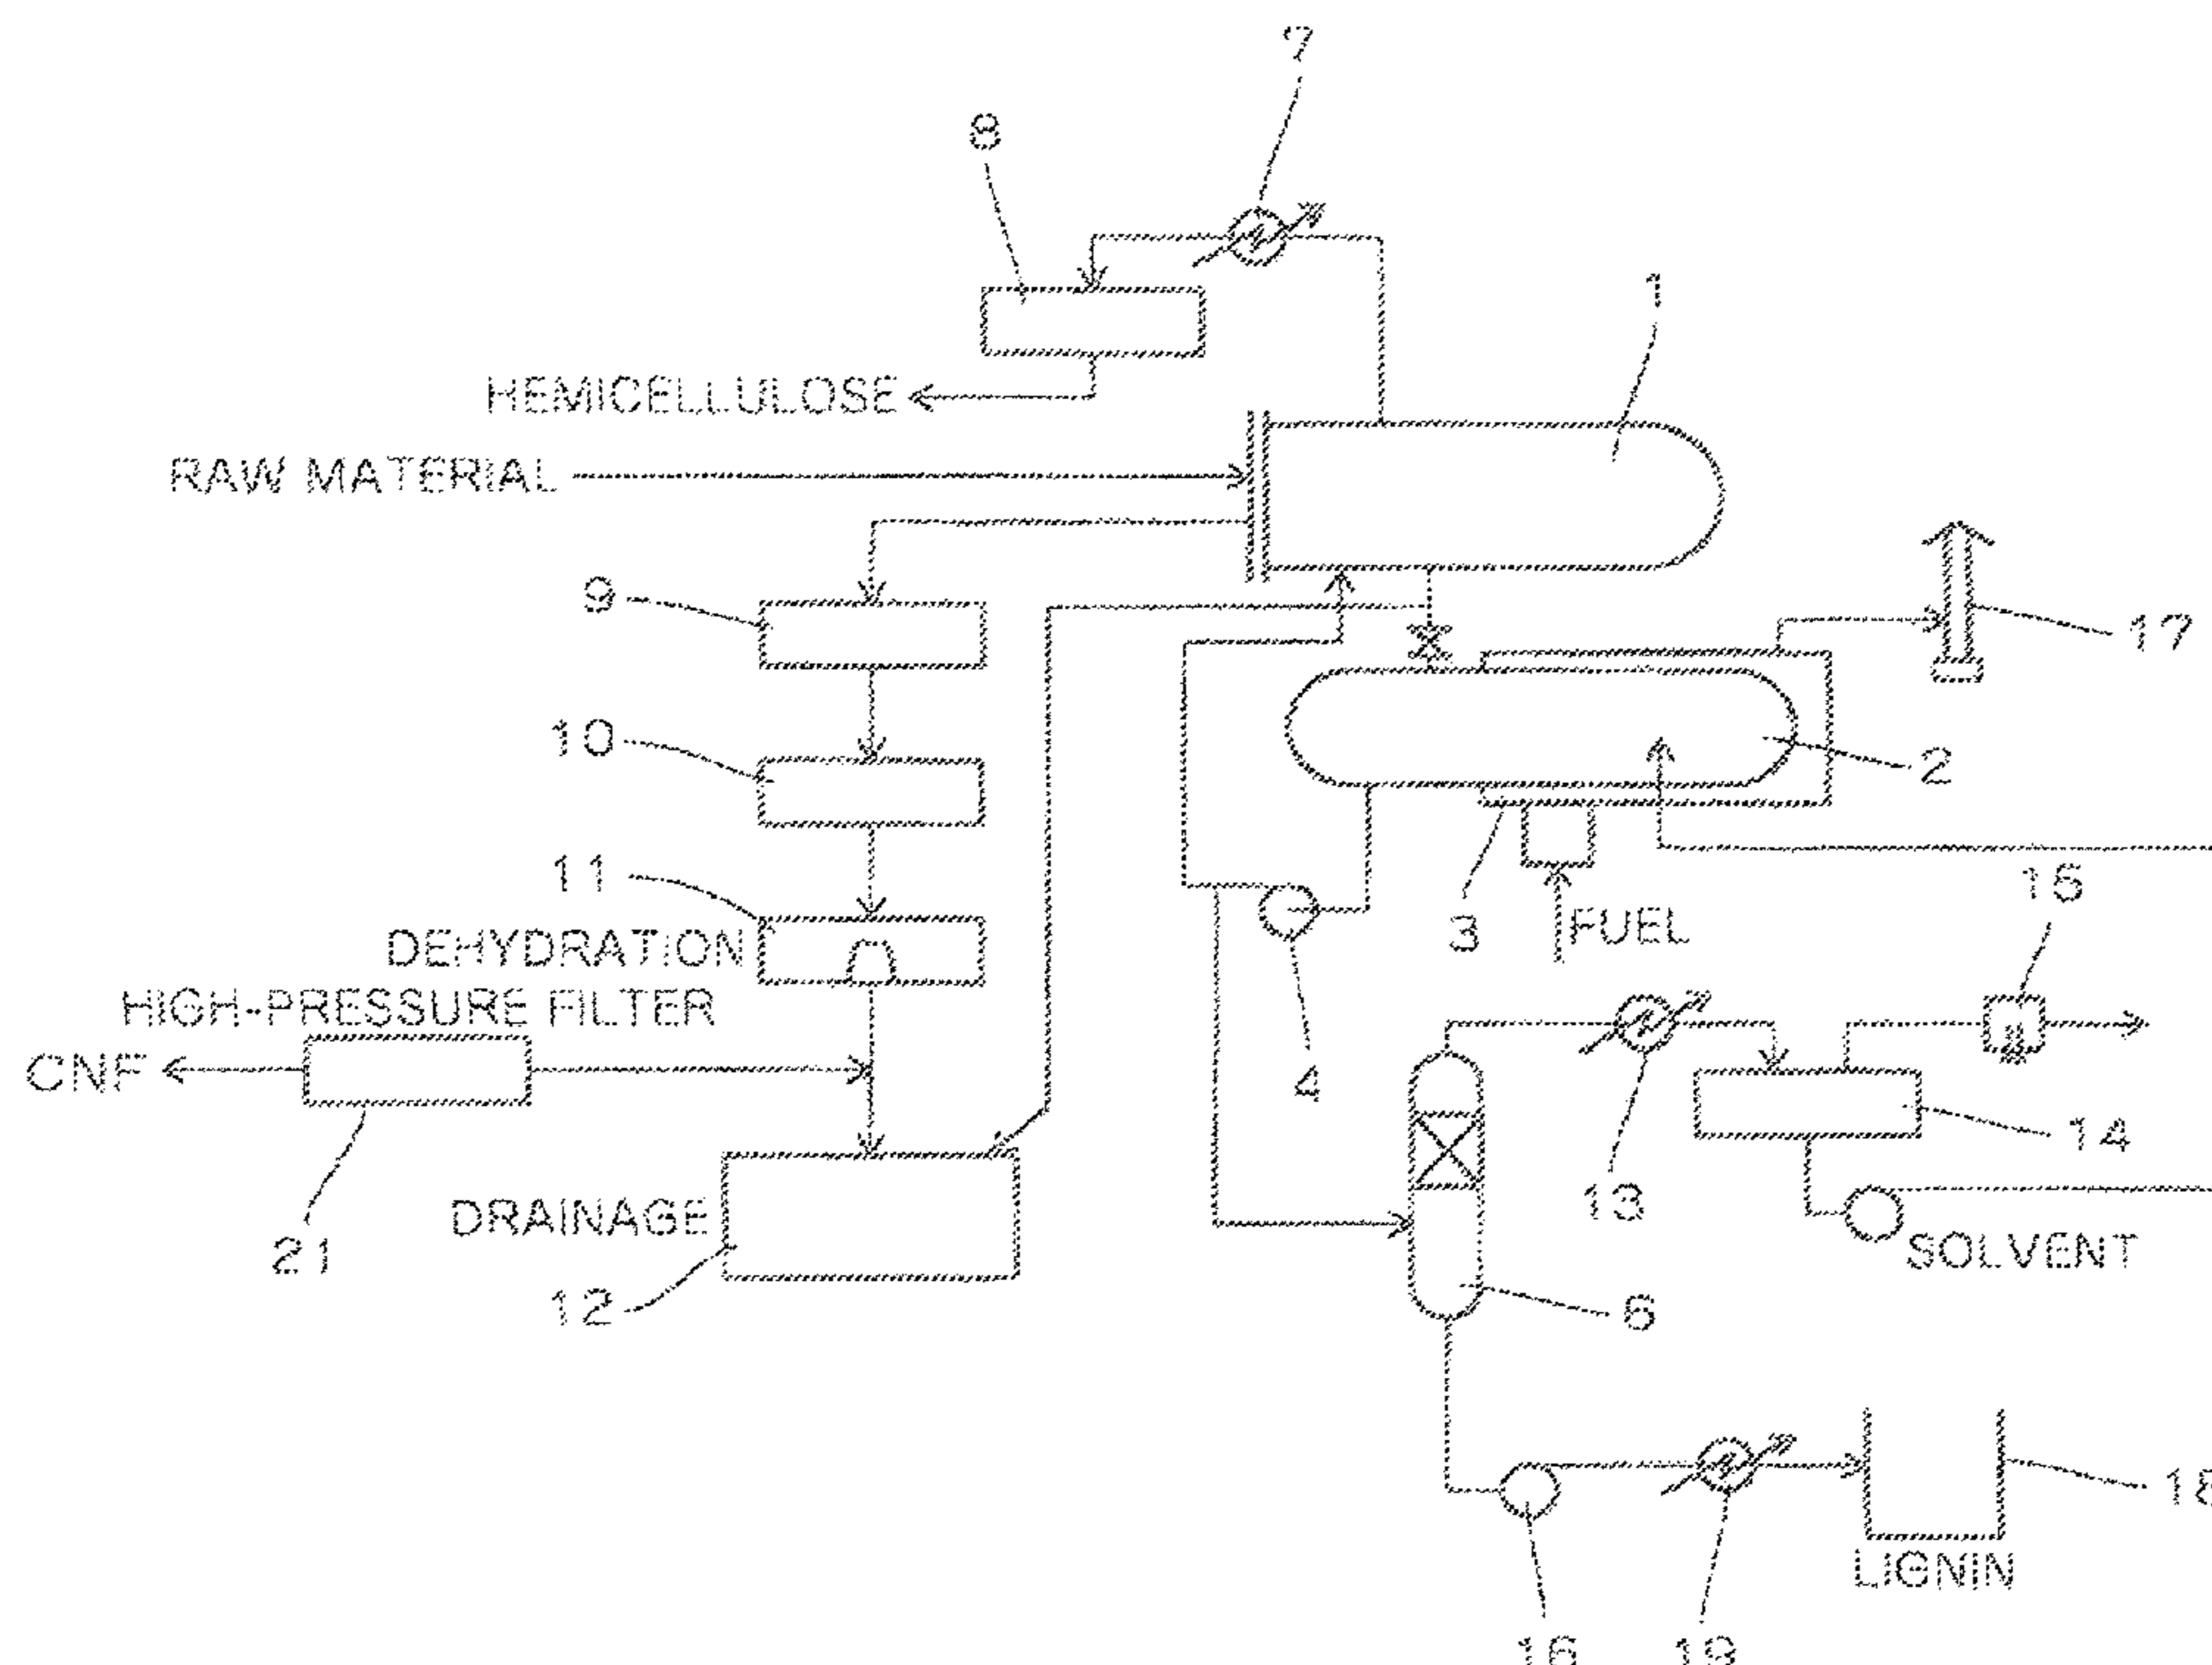 7
8
1
HEMICELLULOSE
RAW MATERIAL
9
17
10
2
11
15
3
FUEL
DEHYDRATION
HIGH-PRESSURE FILTER
CNF
4
14
13
DRAINAGE
SOLVENT
21
12
6
LIGNIN
16
19